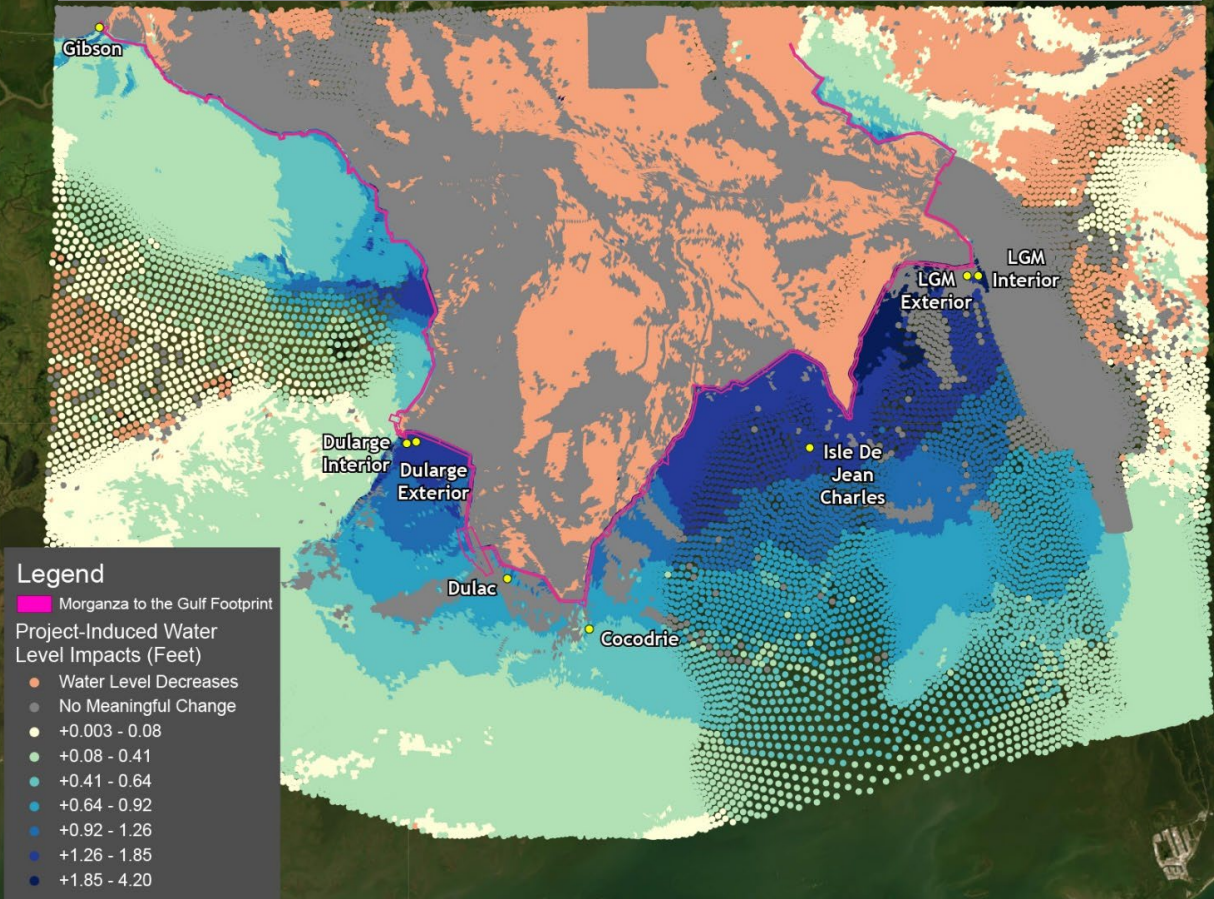 Gibson
LGM
Interior
LGM
Exterior
Dularge
Interior
Dularge
Exterior
Isle De
Jean
Charles
Dulac
Cocodrie
Legend
Morganza to the Gulf Footprint
Project-Induced Water
Level Impacts (Feet)
Water Level Decreases
No Meaningful Change
+0.003 - 0.08
+0.08 - 0.41
+0.41 - 0.64
+0.64 - 0.92
+0.92 - 1.26
+1.26 - 1.85
+1.85 - 4.20